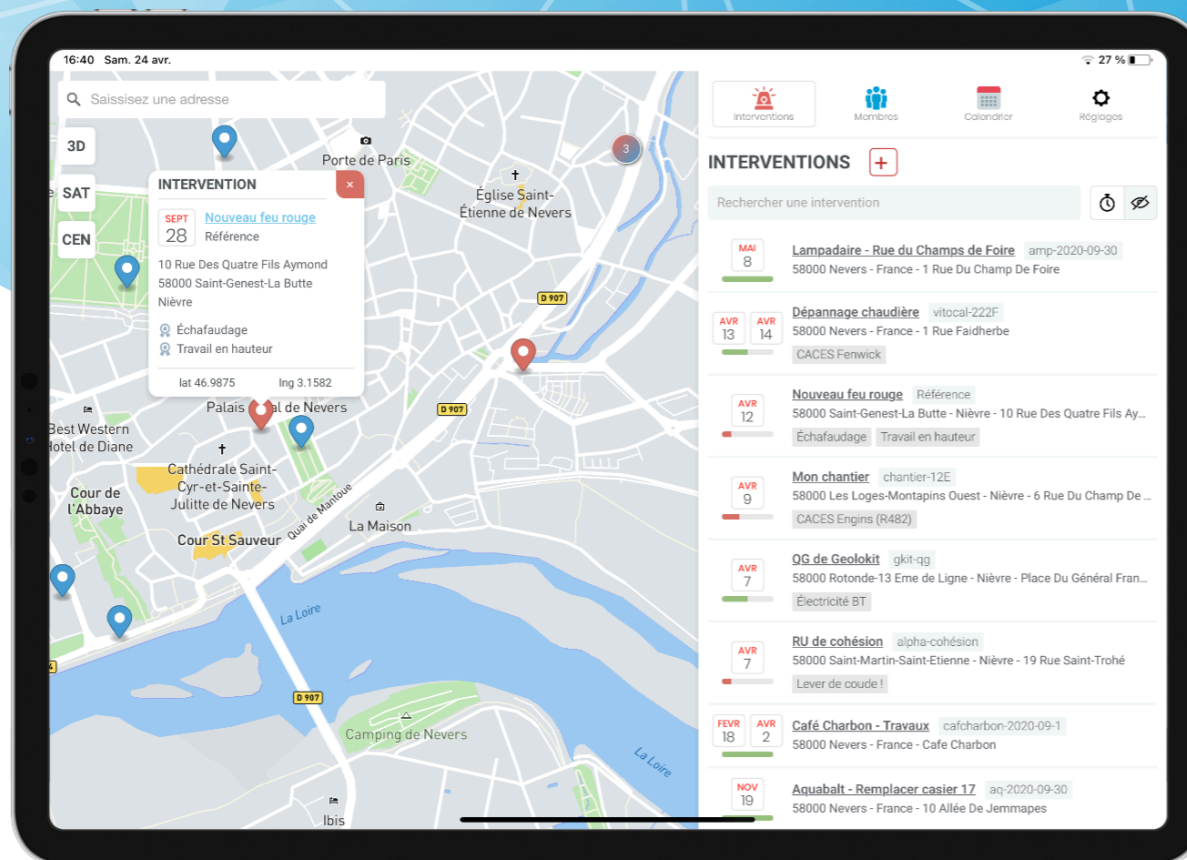 16:40 Sam. 24 avr.
27 %
Saisissez une adresse
3D
SAT
CEN
Porte de Paris
3
Église Saint-
Étienne de Nevers
INTERVENTION
×
SEPT
28
Nouveau feu rouge
Référence
10 Rue Des Quatre Fils Aymond
58000 Saint-Genest-La Butte
Nièvre
Échafaudage
Travail en hauteur
lat 46.9875 lng 3.1582
D 907
D 907
Best Western
Hotel de Diane
Cathédrale Saint-
Cyr-et-Sainte-
Julitte de Nevers
Cour de
l'Abbaye
Quai de Mantoue
La Maison
Cour St Sauveur
La Loire
D 907
Camping de Nevers
La Loire
Ibis
Interventions
Membres
Calendrier
Réglages
INTERVENTIONS +
Rechercher une intervention
MAI
8
Lampadaire - Rue du Champs de Foire amp-2020-09-30
58000 Nevers - France - 1 Rue Du Champ De Foire
AVR AVR
13 14
Dépannage chaudière vitocal-222F
58000 Nevers - France - 1 Rue Faidherbe
CACES Fenwick
AVR
12
Nouveau feu rouge Référence
58000 Saint-Genest-La Butte - Nièvre - 10 Rue Des Quatre Fils Ay...
Échafaudage Travail en hauteur
AVR
9
Mon chantier chantier-12E
58000 Les Loges-Montapins Ouest - Nièvre - 6 Rue Du Champ De ...
CACES Engins (R482)
AVR
7
QG de Geolokit gkit-qg
58000 Rotonde-13 Eme de Ligne - Nièvre - Place Du Général Fran...
Électricité BT
AVR
7
RU de cohésion alpha-cohésion
58000 Saint-Martin-Saint-Etienne - Nièvre - 19 Rue Saint-Trohé
Lever de coude !
FEVR AVR
18 2
Café Charbon - Travaux cafcharbon-2020-09-1
58000 Nevers - France - Cafe Charbon
NOV
19
Aquabalt - Remplacer casier 17 aq-2020-09-30
58000 Nevers - France - 10 Allée De Jemmapes